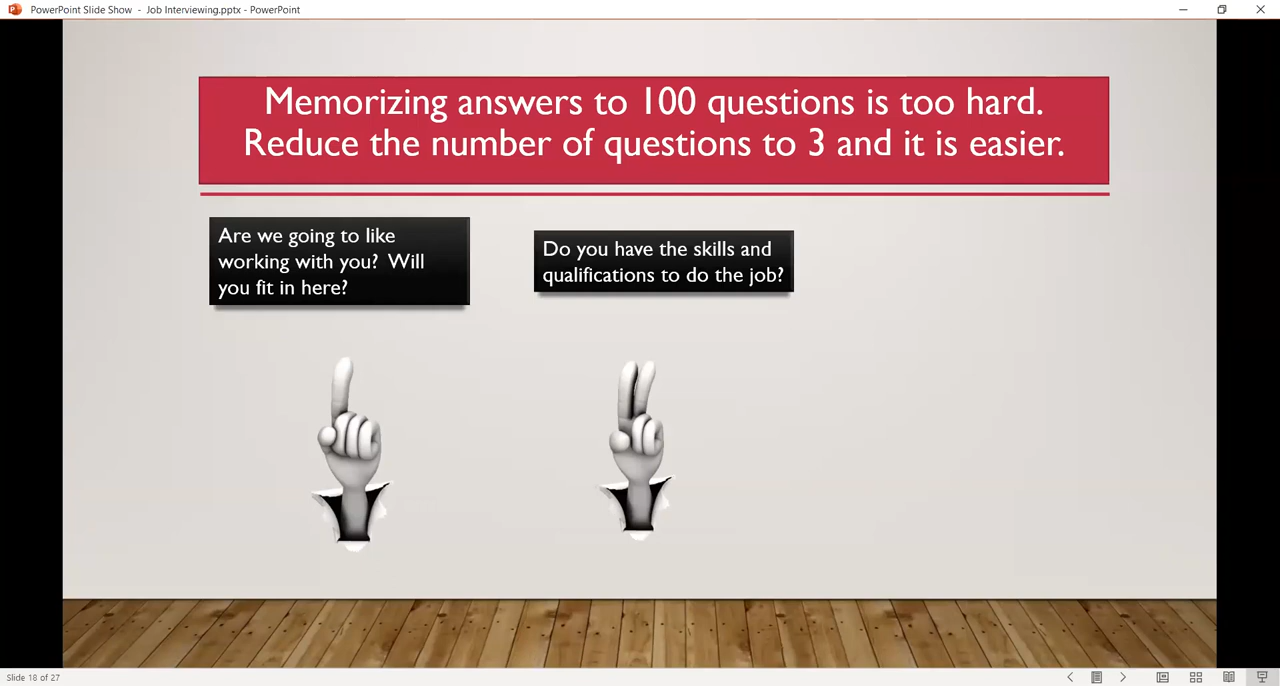 PowerPoint Slide Show - Job Interviewing.pptx - PowerPoint
Memorizing answers to 100 questions is too hard.
Reduce the number of questions to 3 and it is easier.
Are we going to like
working with you? Will
you fit in here?
Do you have the skills and
qualifications to do the job?
Slide 18 of 27